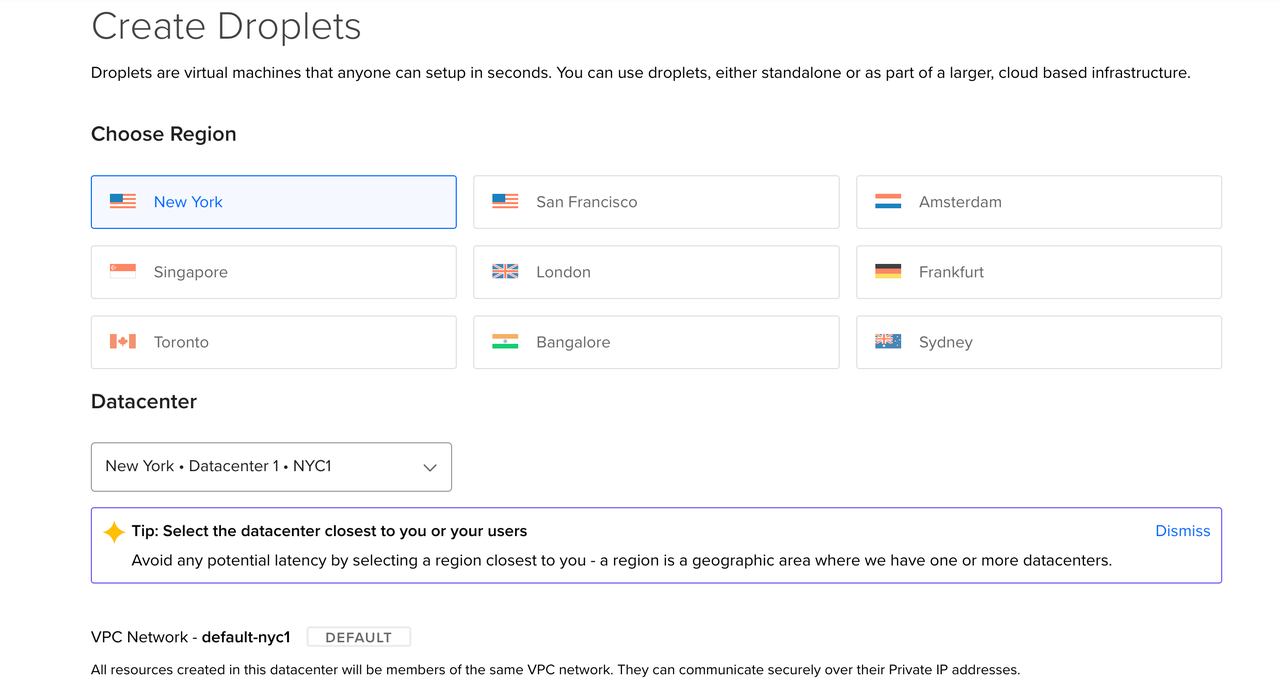 Create Droplets
Droplets are virtual machines that anyone can setup in seconds. You can use droplets, either standalone or as part of a larger, cloud based infrastructure.
Choose Region
New York
San Francisco
Amsterdam
Singapore
London
Frankfurt
Toronto
Bangalore
Sydney
Datacenter
New York • Datacenter 1 • NYC1
Tip: Select the datacenter closest to you or your users
Dismiss
Avoid any potential latency by selecting a region closest to you - a region is a geographic area where we have one or more datacenters.
VPC Network - default-nyc1 DEFAULT
All resources created in this datacenter will be members of the same VPC network. They can communicate securely over their Private IP addresses.